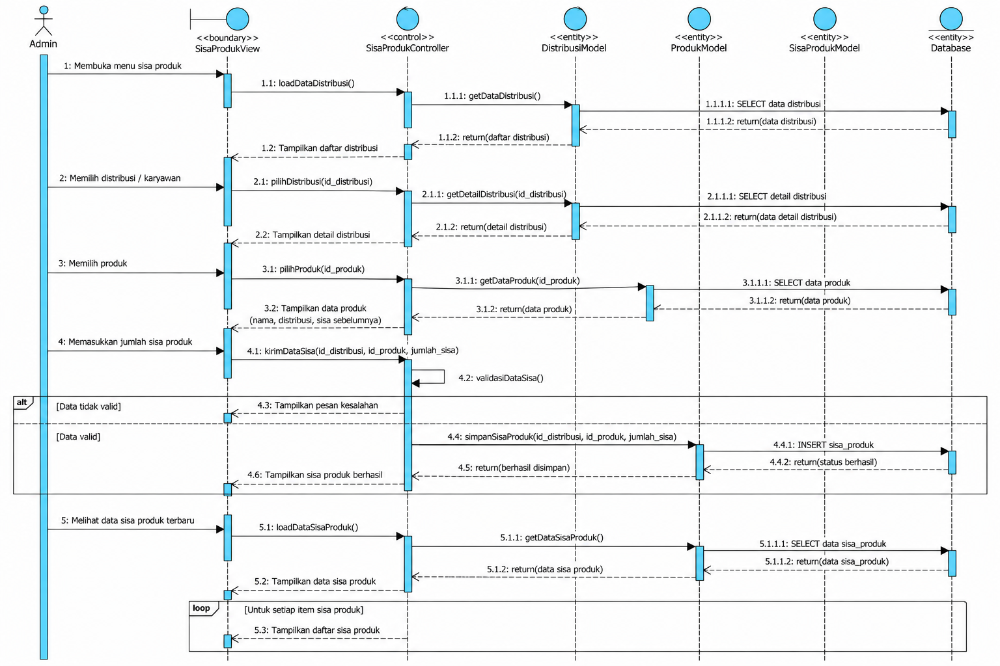 Admin
<<boundary>>
SisaProdukView
<<control>>
SisaProdukController
<<entity>>
DistribusiModel
<<entity>>
ProdukModel
<<entity>>
SisaProdukModel
<<entity>>
Database
1: Membuka menu sisa produk
1.1: loadDataDistribusi()
1.1.1: getDataDistribusi()
1.1.1.1: SELECT data distribusi
1.1.1.2: return(data distribusi)
1.1.2: return(daftar distribusi)
1.2: Tampilkan daftar distribusi
2: Memilih distribusi / karyawan
2.1: pilihDistribusi(id_distribusi)
2.1.1: getDetailDistribusi(id_distribusi)
2.1.1.1: SELECT detail distribusi
2.1.1.2: return(data detail distribusi)
2.1.2: return(detail distribusi)
2.2: Tampilkan detail distribusi
3: Memilih produk
3.1: pilihProduk(id_produk)
3.1.1: getDataProduk(id_produk)
3.1.1.1: SELECT data produk
3.1.1.2: return(data produk)
3.1.2: return(data produk)
3.2: Tampilkan data produk
(nama, distribusi, sisa sebelumnya)
4: Memasukkan jumlah sisa produk
4.1: kirimDataSisa(id_distribusi, id_produk, jumlah_sisa)
4.2: validasiDataSisa()
alt
[Data tidak valid]
4.3: Tampilkan pesan kesalahan
[Data valid]
4.4: simpanSisaProduk(id_distribusi, id_produk, jumlah_sisa)
4.4.1: INSERT sisa_produk
4.4.2: return(status berhasil)
4.5: return(berhasil disimpan)
4.6: Tampilkan sisa produk berhasil
5: Melihat data sisa produk terbaru
5.1: loadDataSisaProduk()
5.1.1: getDataSisaProduk()
5.1.1.1: SELECT data sisa_produk
5.1.1.2: return(data sisa_produk)
5.1.2: return(data sisa produk)
5.2: Tampilkan data sisa produk
loop
[Untuk setiap item sisa produk]
5.3: Tampilkan daftar sisa produk